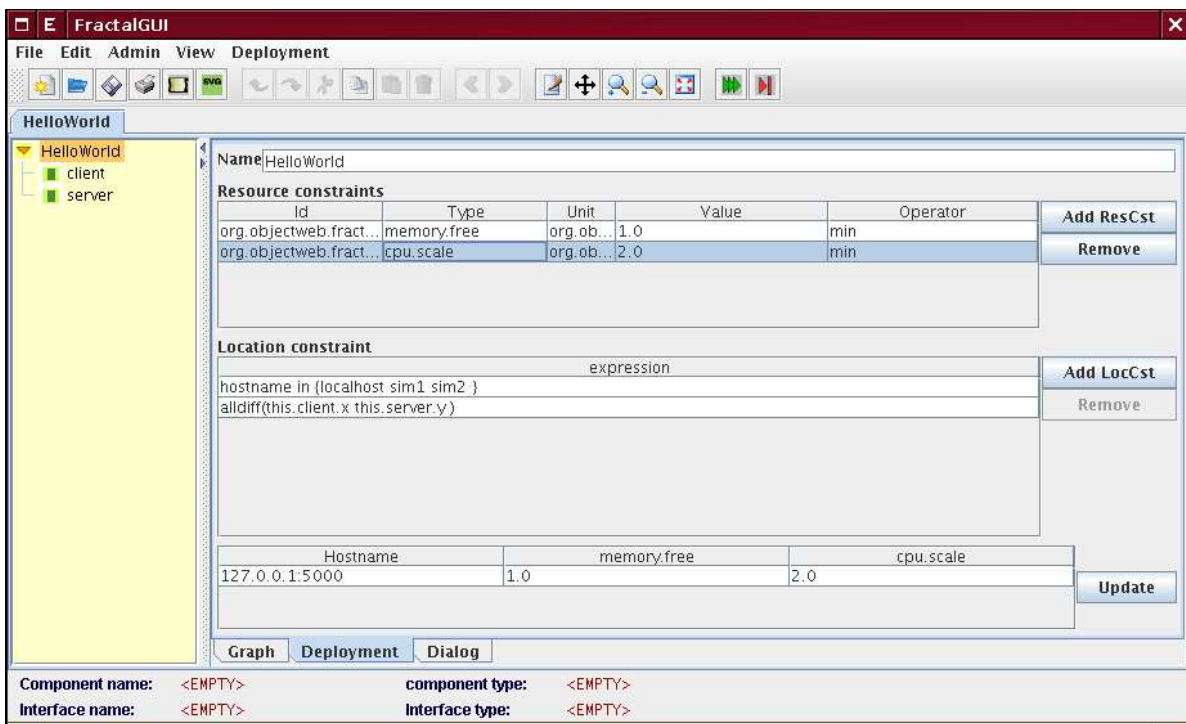 E FractalGUI
File Edit Admin View Deployment
SVG
HelloWorld
HelloWorld
client
server
Name HelloWorld
Resource constraints
Id Type Unit Value Operator
org.objectweb.fract... memory.free org.ob... 1.0 min
org.objectweb.fract... cpu.scale org.ob... 2.0 min
Add ResCst
Remove
Location constraint
expression
hostname in {localhost sim1 sim2 }
alldiff(this.client.x this.server.y)
Add LocCst
Remove
Hostname memory.free cpu.scale
127.0.0.1:5000 1.0 2.0
Update
Graph Deployment Dialog
Component name: <EMPTY> component type: <EMPTY>
Interface name: <EMPTY> Interface type: <EMPTY>